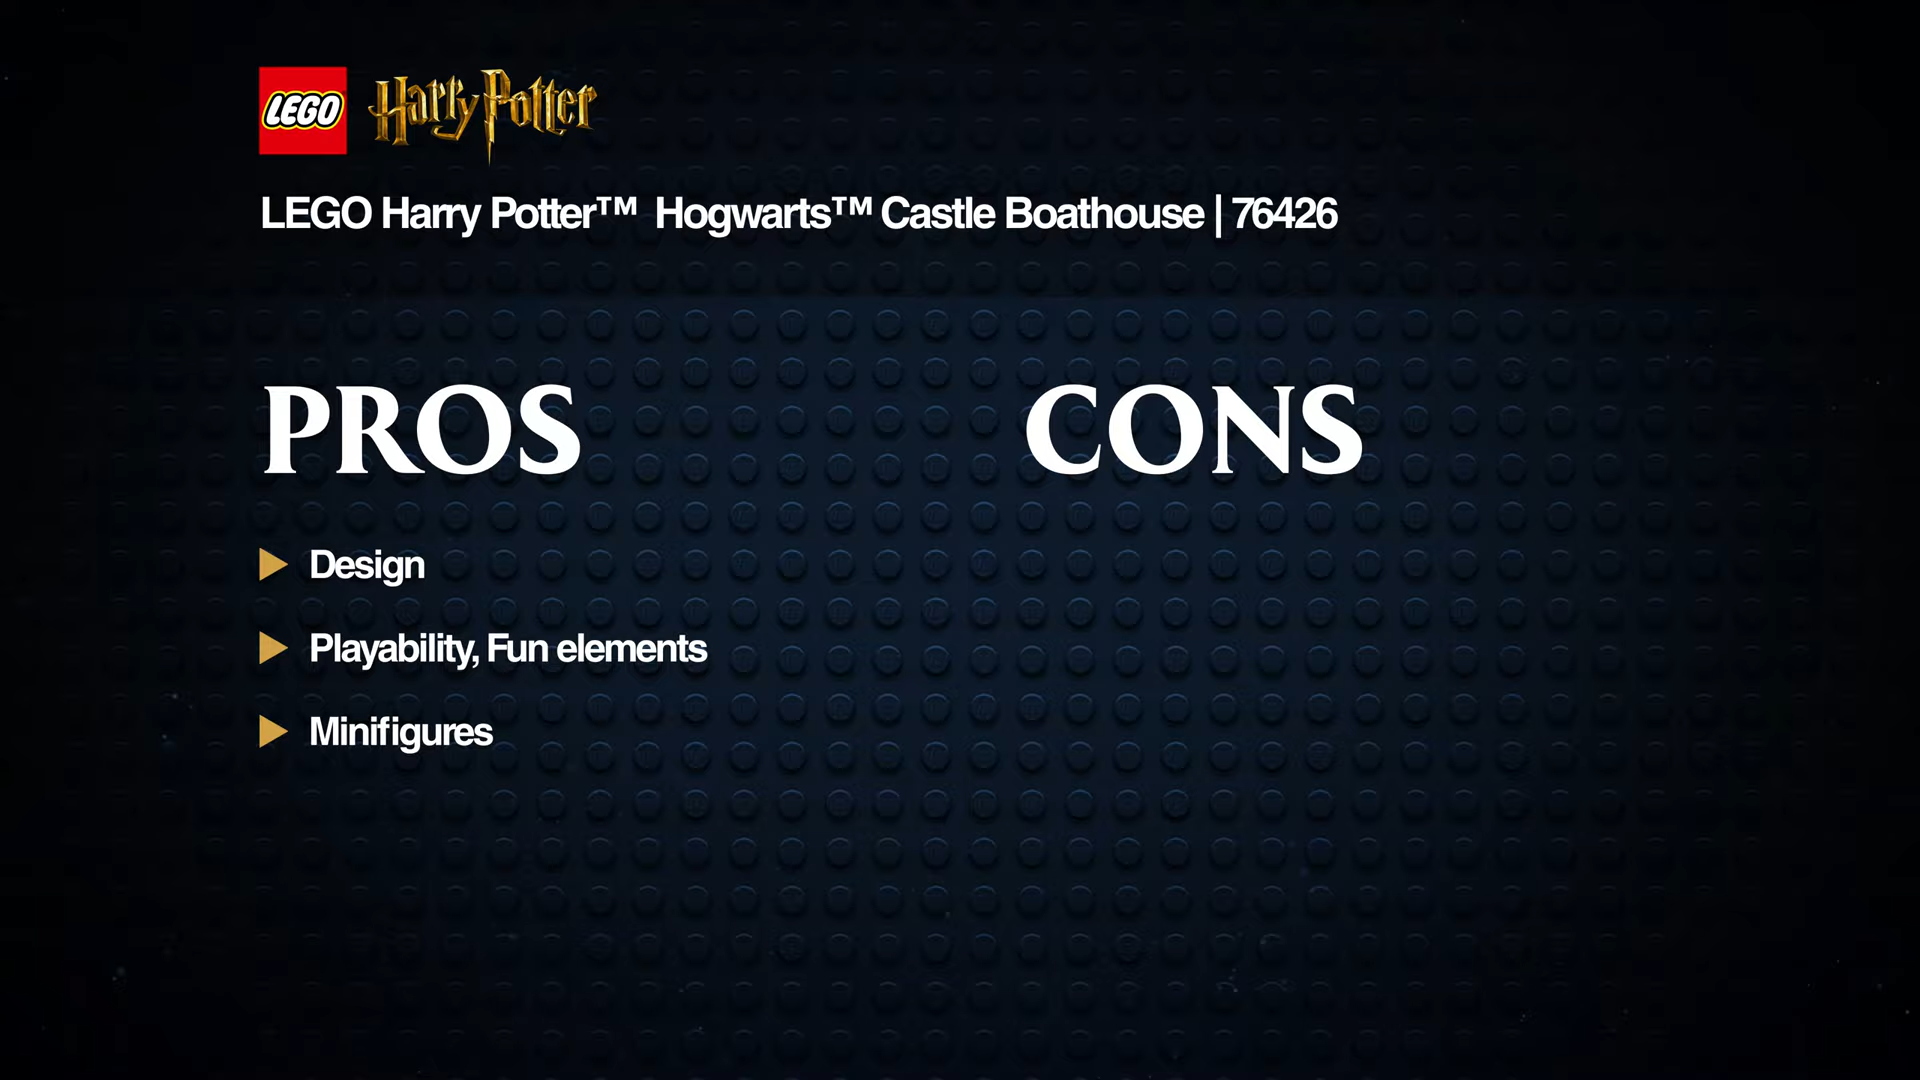 LEGO Harry Potter
LEGO Harry Potter™ Hogwarts™ Castle Boathouse | 76426
PROS CONS
Design
Playability, Fun elements
Minifigures